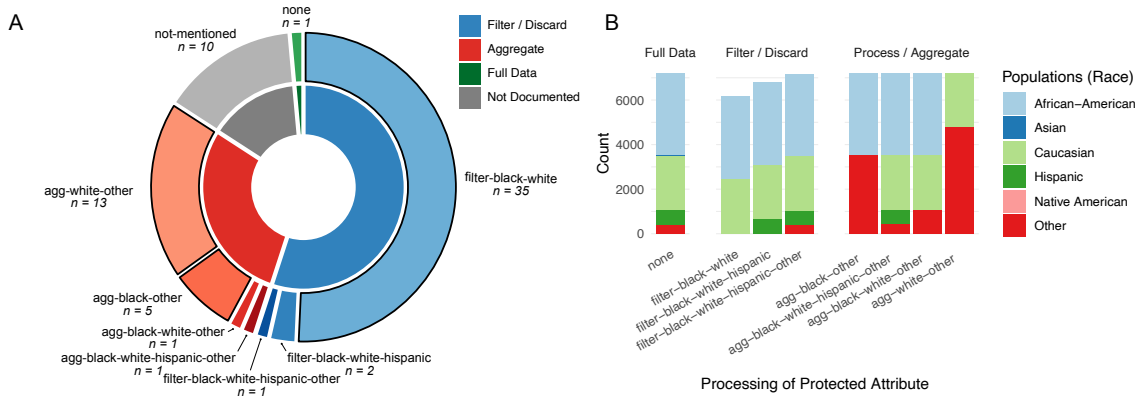 A
none
n = 1
not-mentioned
n = 10
Filter / Discard
Aggregate
Full Data
Not Documented
filter-black-white
n = 35
agg-white-other
n = 13
agg-black-other
n = 5
agg-black-white-other
n = 1
agg-black-white-hispanic-other
n = 1
filter-black-white-hispanic-other
n = 1
filter-black-white-hispanic
n = 2
B
Full Data
Filter / Discard
Process / Aggregate
Count
6000
4000
2000
0
none
filter−black−white
filter−black−white−hispanic
filter−black−white−hispanic−other
agg−black−other
agg−black−white−hispanic−other
agg−black−white−other
agg−white−other
Processing of Protected Attribute
Populations (Race)
African−American
Asian
Caucasian
Hispanic
Native American
Other